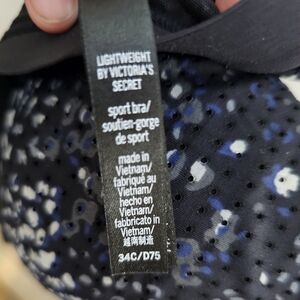 LIGHTWEIGHT
BY VICTORIA'S
SECRET
sport bra/
soutien-gorge
de sport
made in
Vietnam/
fabriqué au
Vietnam/
hecho en
Vietnam/
fabbricato in
Vietnam/
越南制造
34C/D75